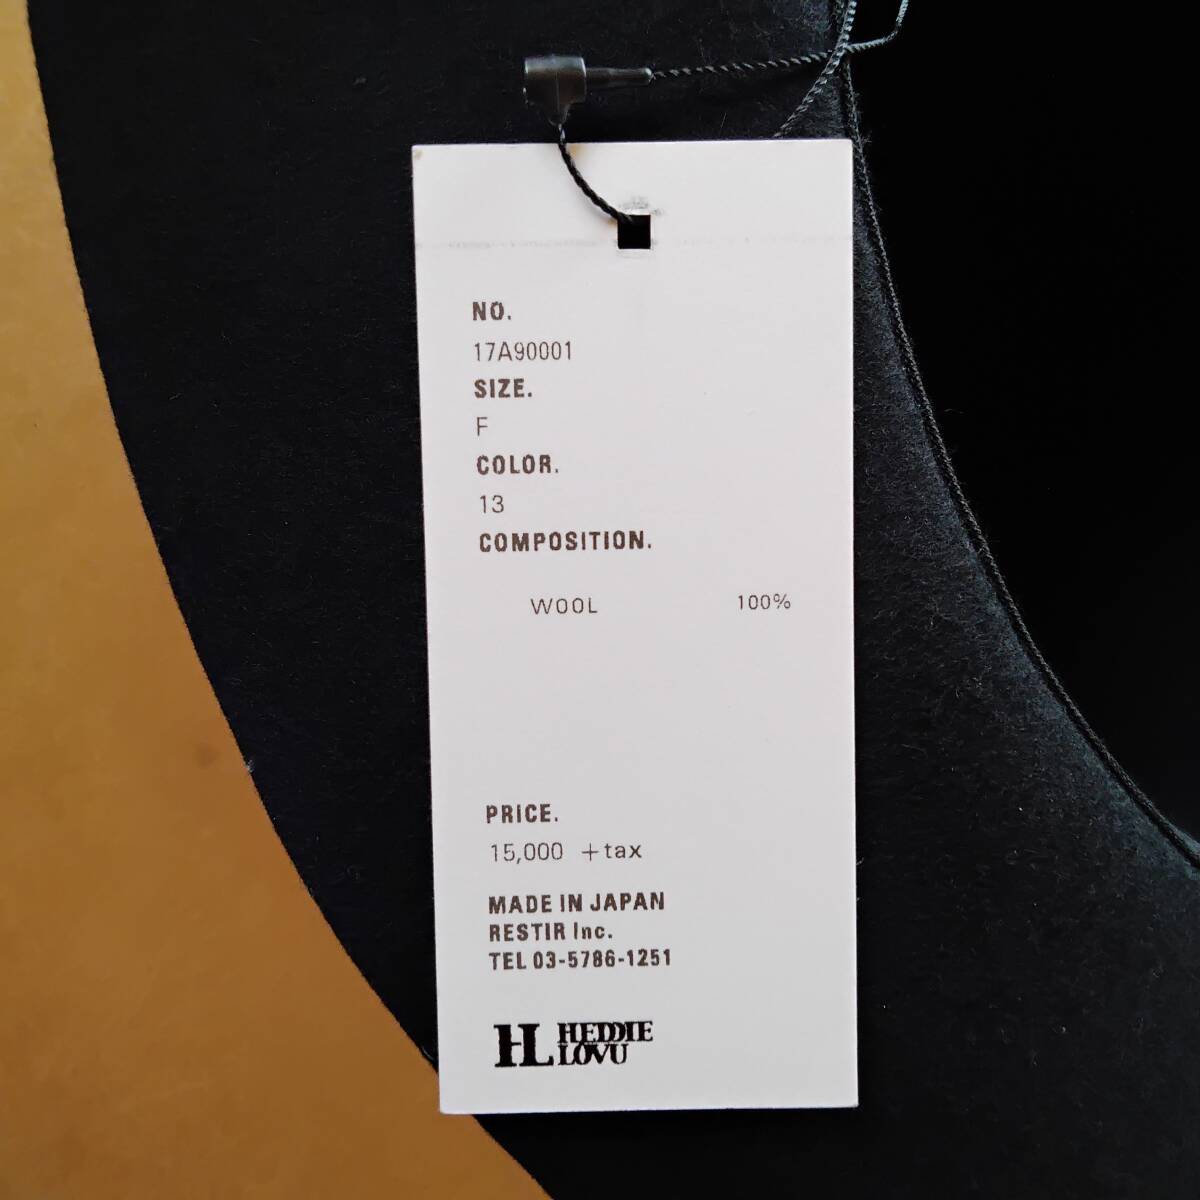 NO.
17A90001
SIZE.
F
COLOR.
13
COMPOSITION.
WOOL 100%
PRICE.
15,000 +tax
MADE IN JAPAN
RESTIR Inc.
TEL 03-5786-1251
HL HEDDIE
LOVU